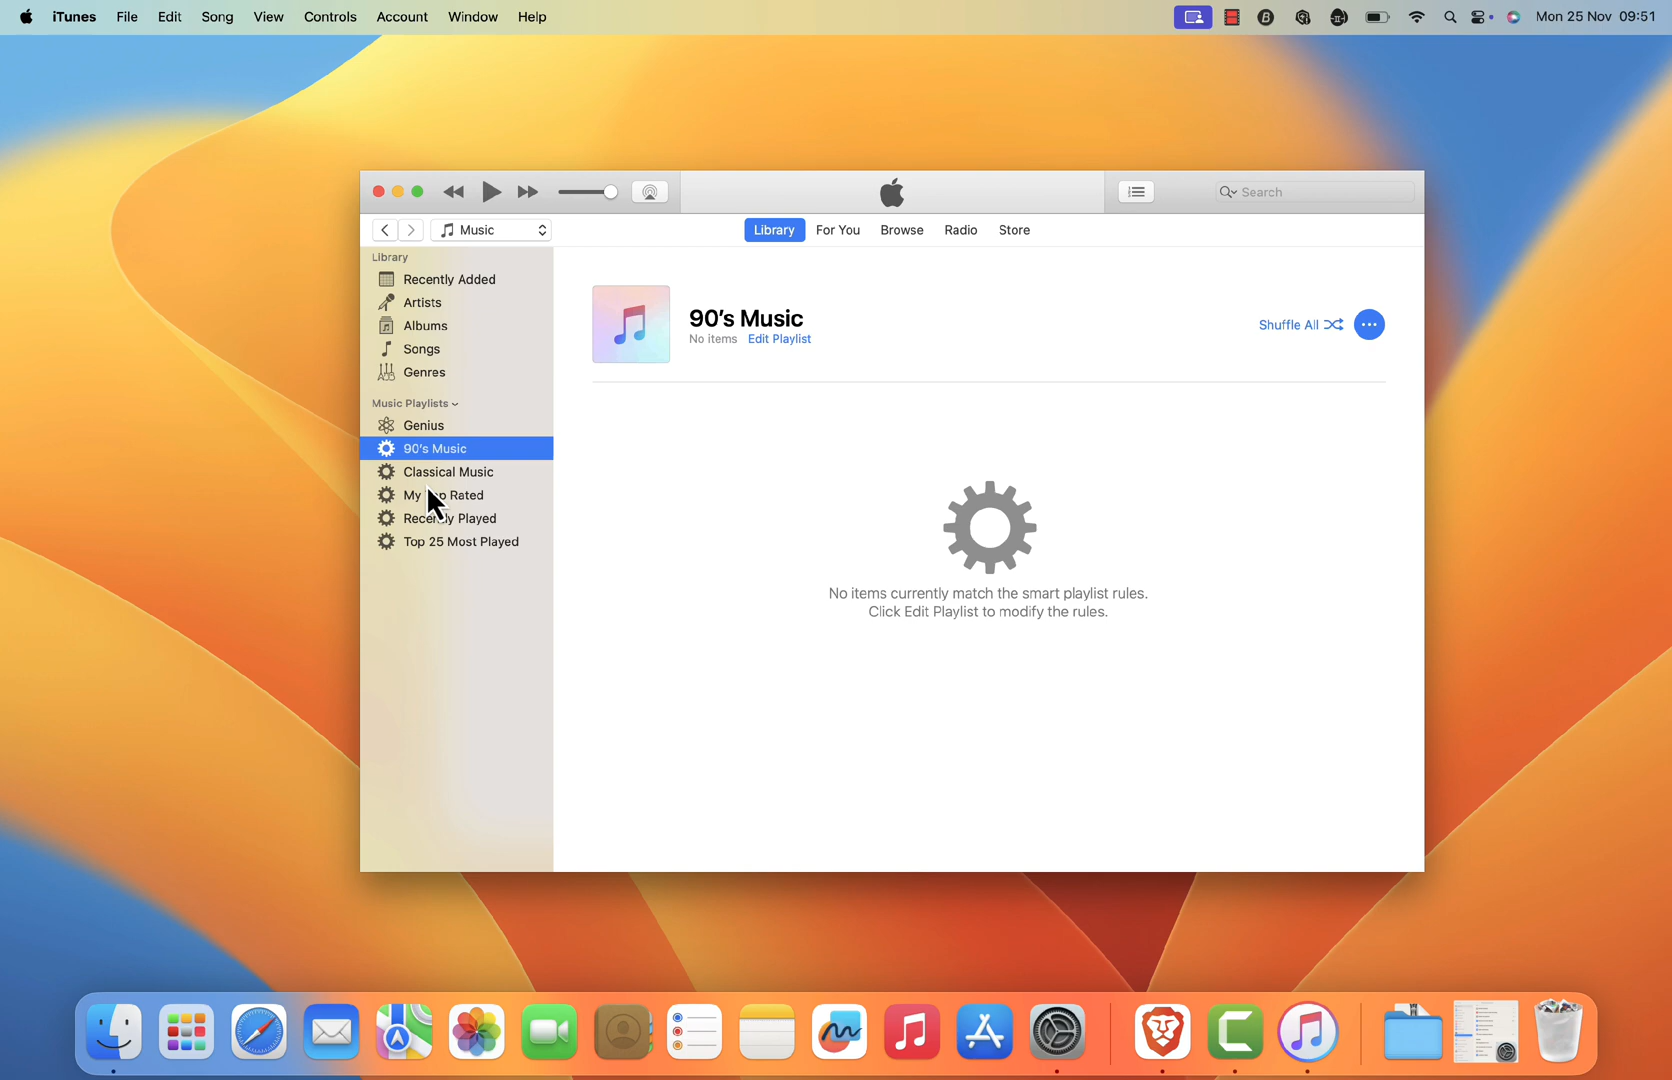 iTunes File Edit Song View Controls Account Window Help
Mon 25 Nov 09:51
Search
Music
Library For You Browse Radio Store
Library
Recently Added
Artists
Albums
Songs
Genres
Music Playlists
Genius
90's Music
Classical Music
My Top Rated
Recently Played
Top 25 Most Played
90's Music
No items Edit Playlist
Shuffle All
No items currently match the smart playlist rules.
Click Edit Playlist to modify the rules.